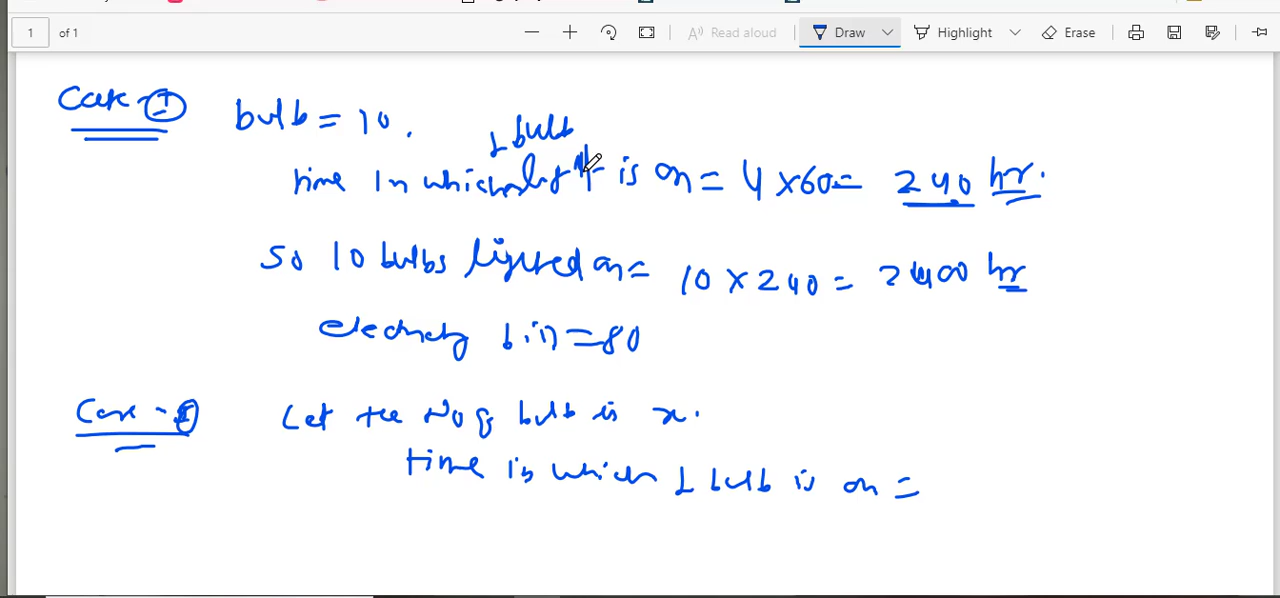 1 of 1 Read aloud Draw Highlight Erase
Case - I bulb = 10.
1 bulb
time in which is on = 4 x 60 = 240 hr.
so 10 bulbs lighted on = 10 x 240 = 2400 hr
electricity bill = 80
Case - II Let the No of bulb is x.
time in which 1 bulb is on =